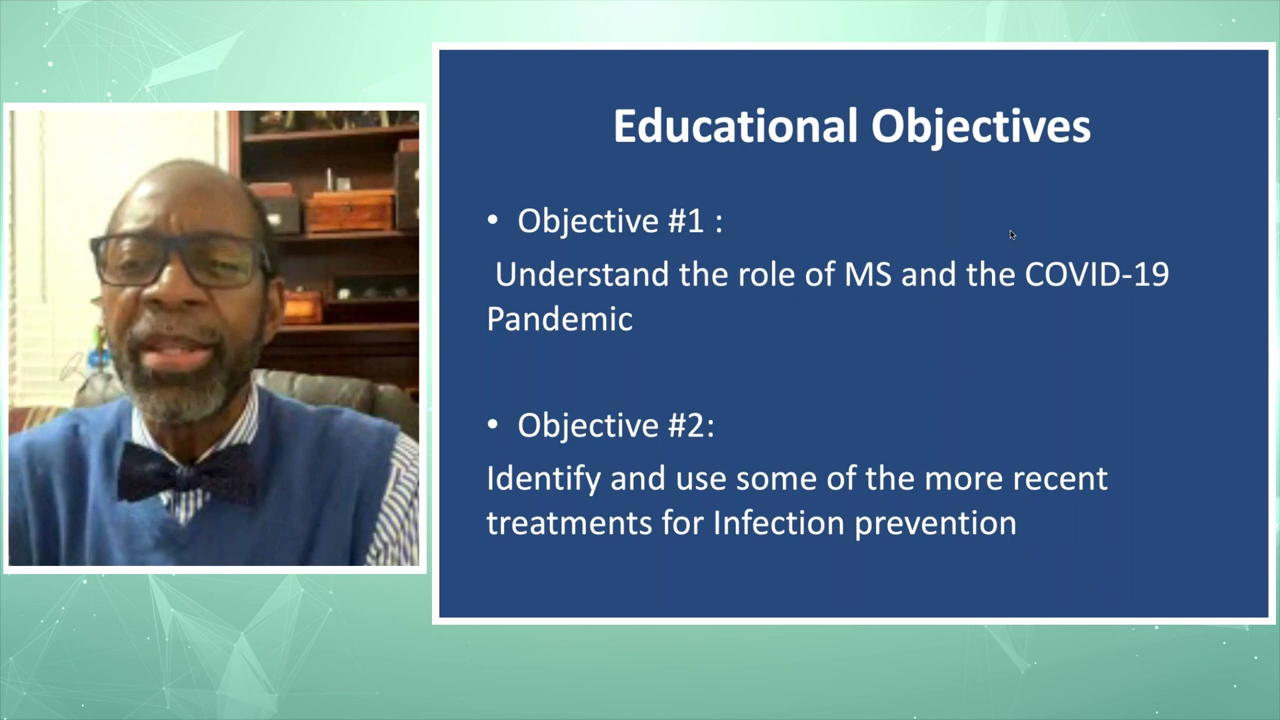 Educational Objectives
• Objective #1 :
Understand the role of MS and the COVID-19
Pandemic
• Objective #2:
Identify and use some of the more recent
treatments for Infection prevention